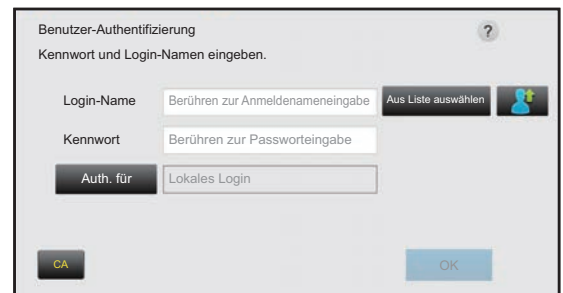 Benutzer-Authentifizierung
?
Kennwort und Login-Namen eingeben.
Login-Name
Berühren zur Anmeldenameneingabe
Aus Liste auswählen
Kennwort
Berühren zur Passworteingabe
Auth. für
Lokales Login
CA
OK